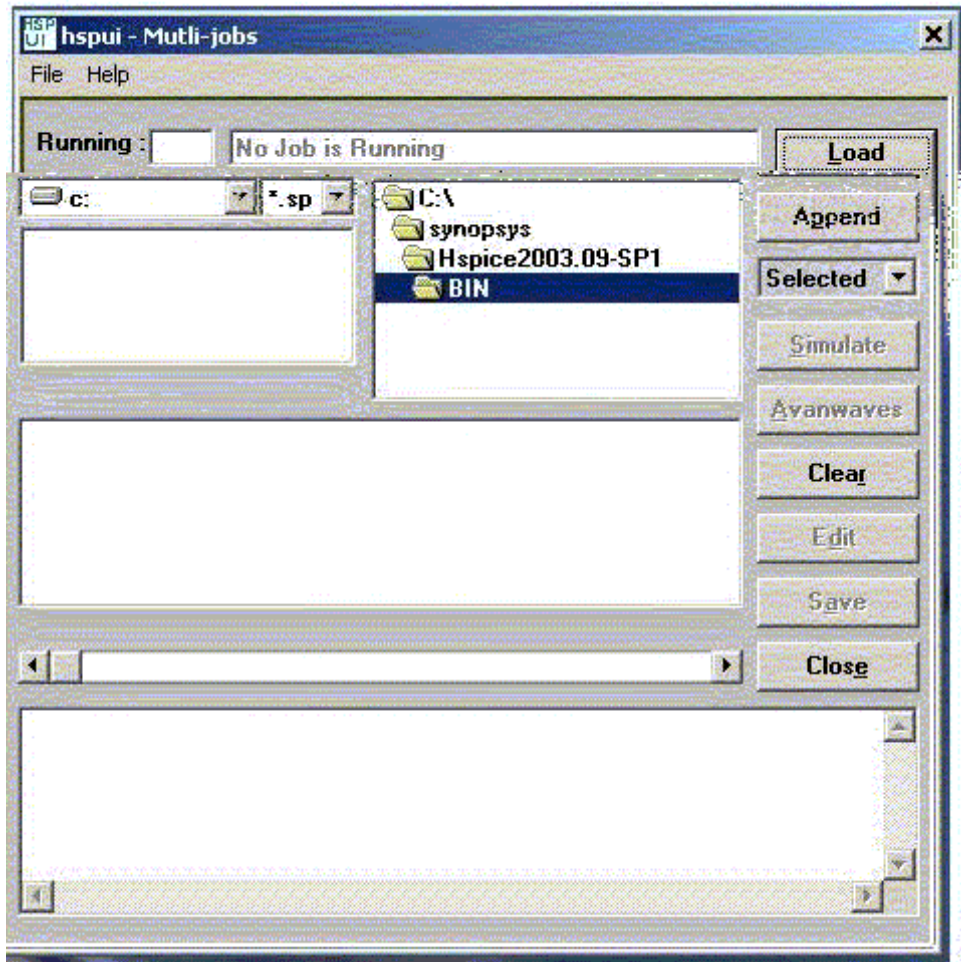 HSP
UI hspui - Mutli-jobs
File Help
Running : No Job is Running
Load
c: *.sp
C:\
synopsys
Hspice2003.09-SP1
BIN
Append
Selected
Simulate
Avanwaves
Clear
Edit
Save
Close